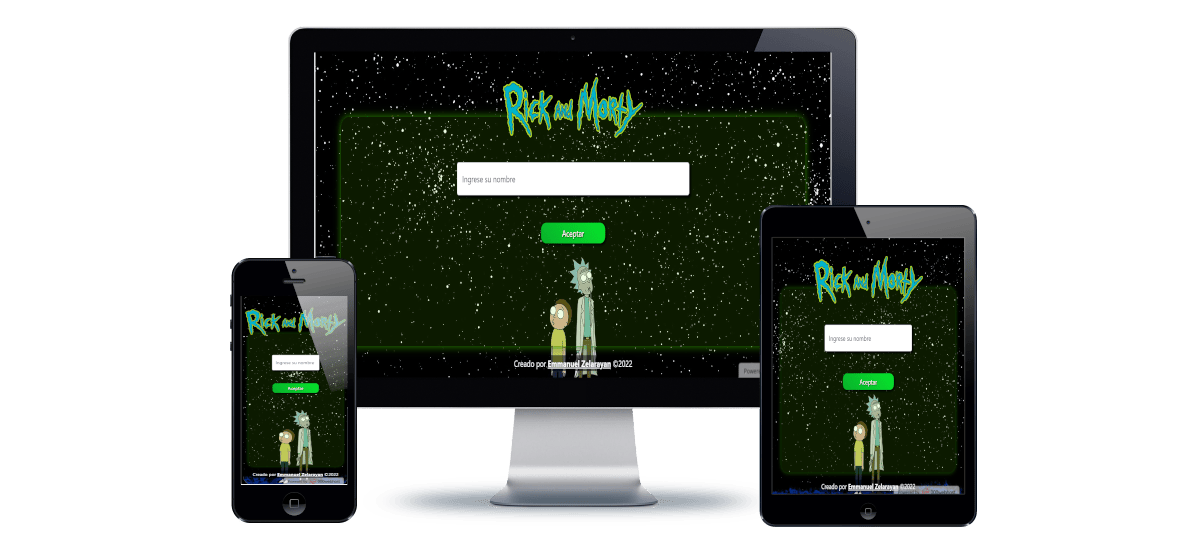 Rick and Morty
Ingrese su nombre
Aceptar
Creado por Emmanuel Zelarayan ©2022
Rick and Morty
Ingrese su nombre
Aceptar
Creado por Emmanuel Zelarayan ©2022
Rick and Morty
Ingrese su nombre
Aceptar
Creado por Emmanuel Zelarayan ©2022